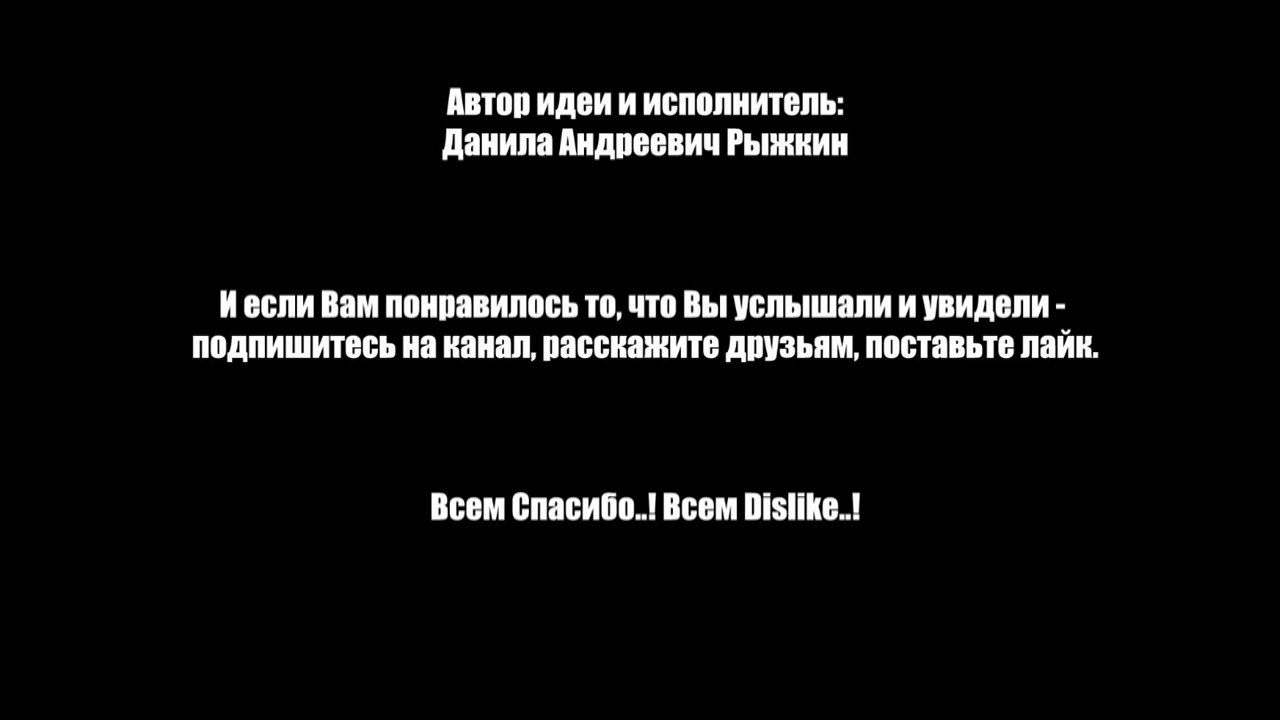 Автор идеи и исполнитель:
Данила Андреевич Рыжкин
И если Вам понравилось то, что Вы услышали и увидели -
подпишитесь на канал, расскажите друзьям, поставьте лайк.
Всем Спасибо..! Всем Dislike..!